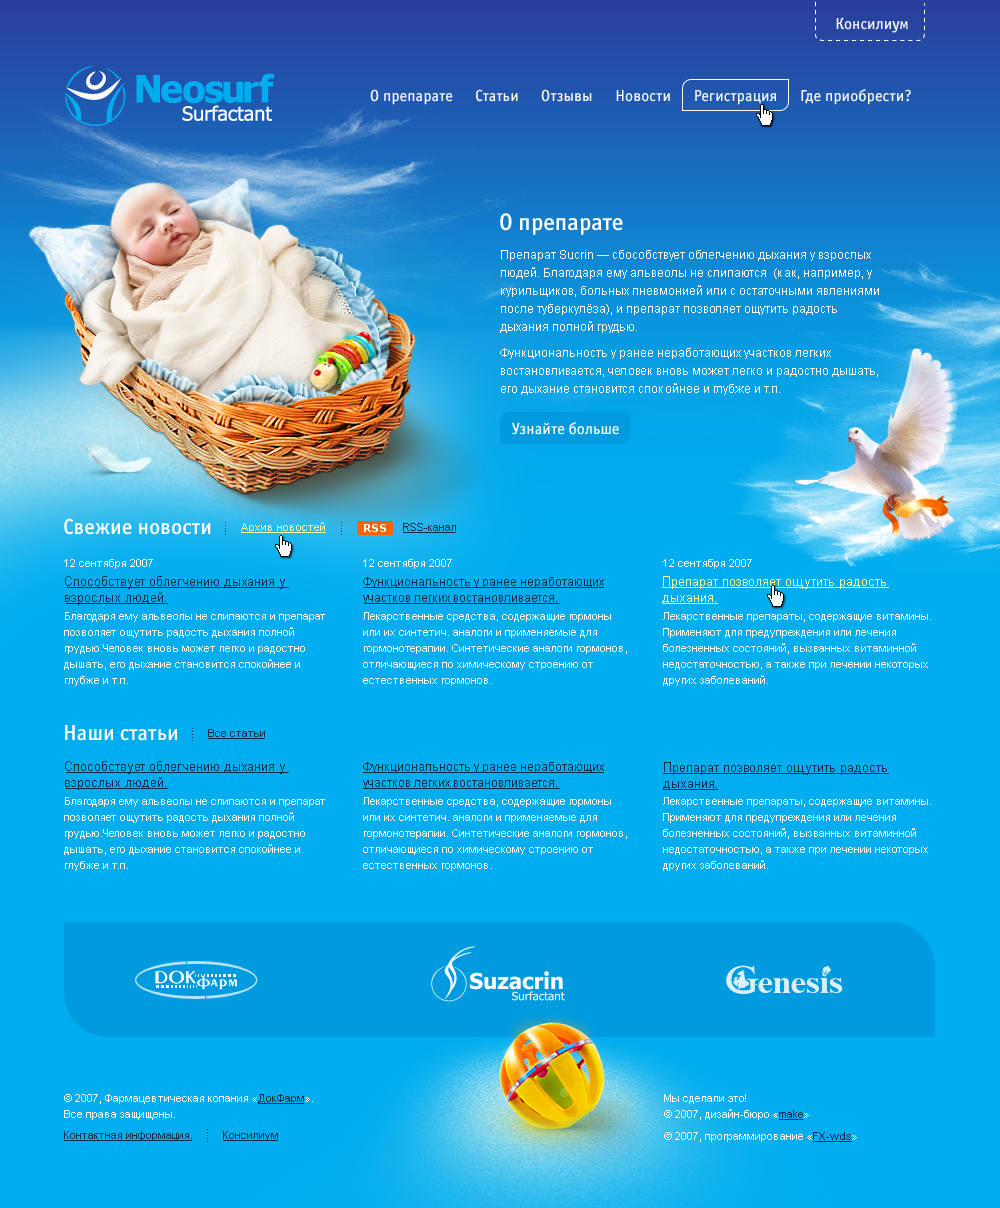 Консилиум
Neosurf
Surfactant
О препарате Статьи Отзывы Новости Регистрация Где приобрести?
О препарате
Препарат Sucrin — сбособствует облегчению дыхания у взрослых
людей. Благодаря ему альвеолы не слипаются (как, например, у
курильщиков, больных пневмонией или с остаточными явлениями
после туберкулёза), и препарат позволяет ощутить радость
дыхания полной грудью.
Функциональность у ранее неработающих участков легких
востановливается, человек вновь может легко и радостно дышать,
его дыхание становится спокойнее и глубже и т.п.
Узнайте больше
Свежие новости Архив новостей RSS RSS-канал
12 сентября 2007
Способствует облегчению дыхания у
взрослых людей.
Благодаря ему альвеолы не слипаются и препарат
позволяет ощутить радость дыхания полной
грудью.Человек вновь может легко и радостно
дышать, его дыхание становится спокойнее и
глубже и т.п.
12 сентября 2007
Функциональность у ранее неработающих
участков легких востановливается.
Лекарственные средства, содержащие гормоны
или их синтетич. аналоги и применяемые для
гормонотерапии. Синтетические аналоги гормонов,
отличающиеся по химическому строению от
естественных гормонов.
12 сентября 2007
Препарат позволяет ощутить радость
дыхания.
Лекарственные препараты, содержащие витамины.
Применяют для предупреждения или лечения
болезненных состояний, вызванных витаминной
недостаточностью, а также при лечении некоторых
других заболеваний.
Наши статьи Все статьи
Способствует облегчению дыхания у
взрослых людей.
Благодаря ему альвеолы не слипаются и препарат
позволяет ощутить радость дыхания полной
грудью.Человек вновь может легко и радостно
дышать, его дыхание становится спокойнее и
глубже и т.п.
Функциональность у ранее неработающих
участков легких востановливается.
Лекарственные средства, содержащие гормоны
или их синтетич. аналоги и применяемые для
гормонотерапии. Синтетические аналоги гормонов,
отличающиеся по химическому строению от
естественных гормонов.
Препарат позволяет ощутить радость
дыхания.
Лекарственные препараты, содержащие витамины.
Применяют для предупреждения или лечения
болезненных состояний, вызванных витаминной
недостаточностью, а также при лечении некоторых
других заболеваний.
ДОК
ФАРМ
Suzacrin
Surfactant
Genesis
© 2007, Фармацевтическая копания «ДокФарм».
Все права защищены.
Контактная информация. Консилиум
Мы сделали это!
© 2007, дизайн-бюро «make»
© 2007, программирование «FX-wds»